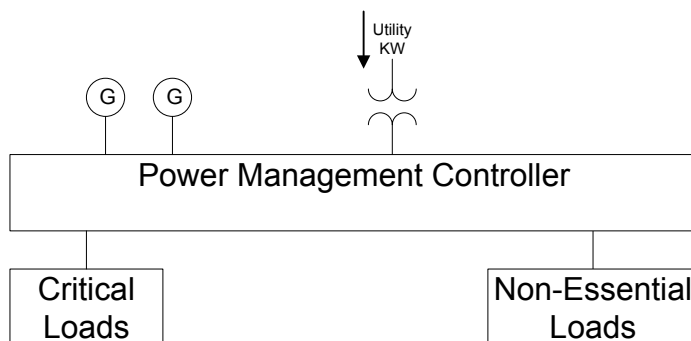 Utility
KW
G
G
Power Management Controller
Critical
Loads
Non-Essential
Loads